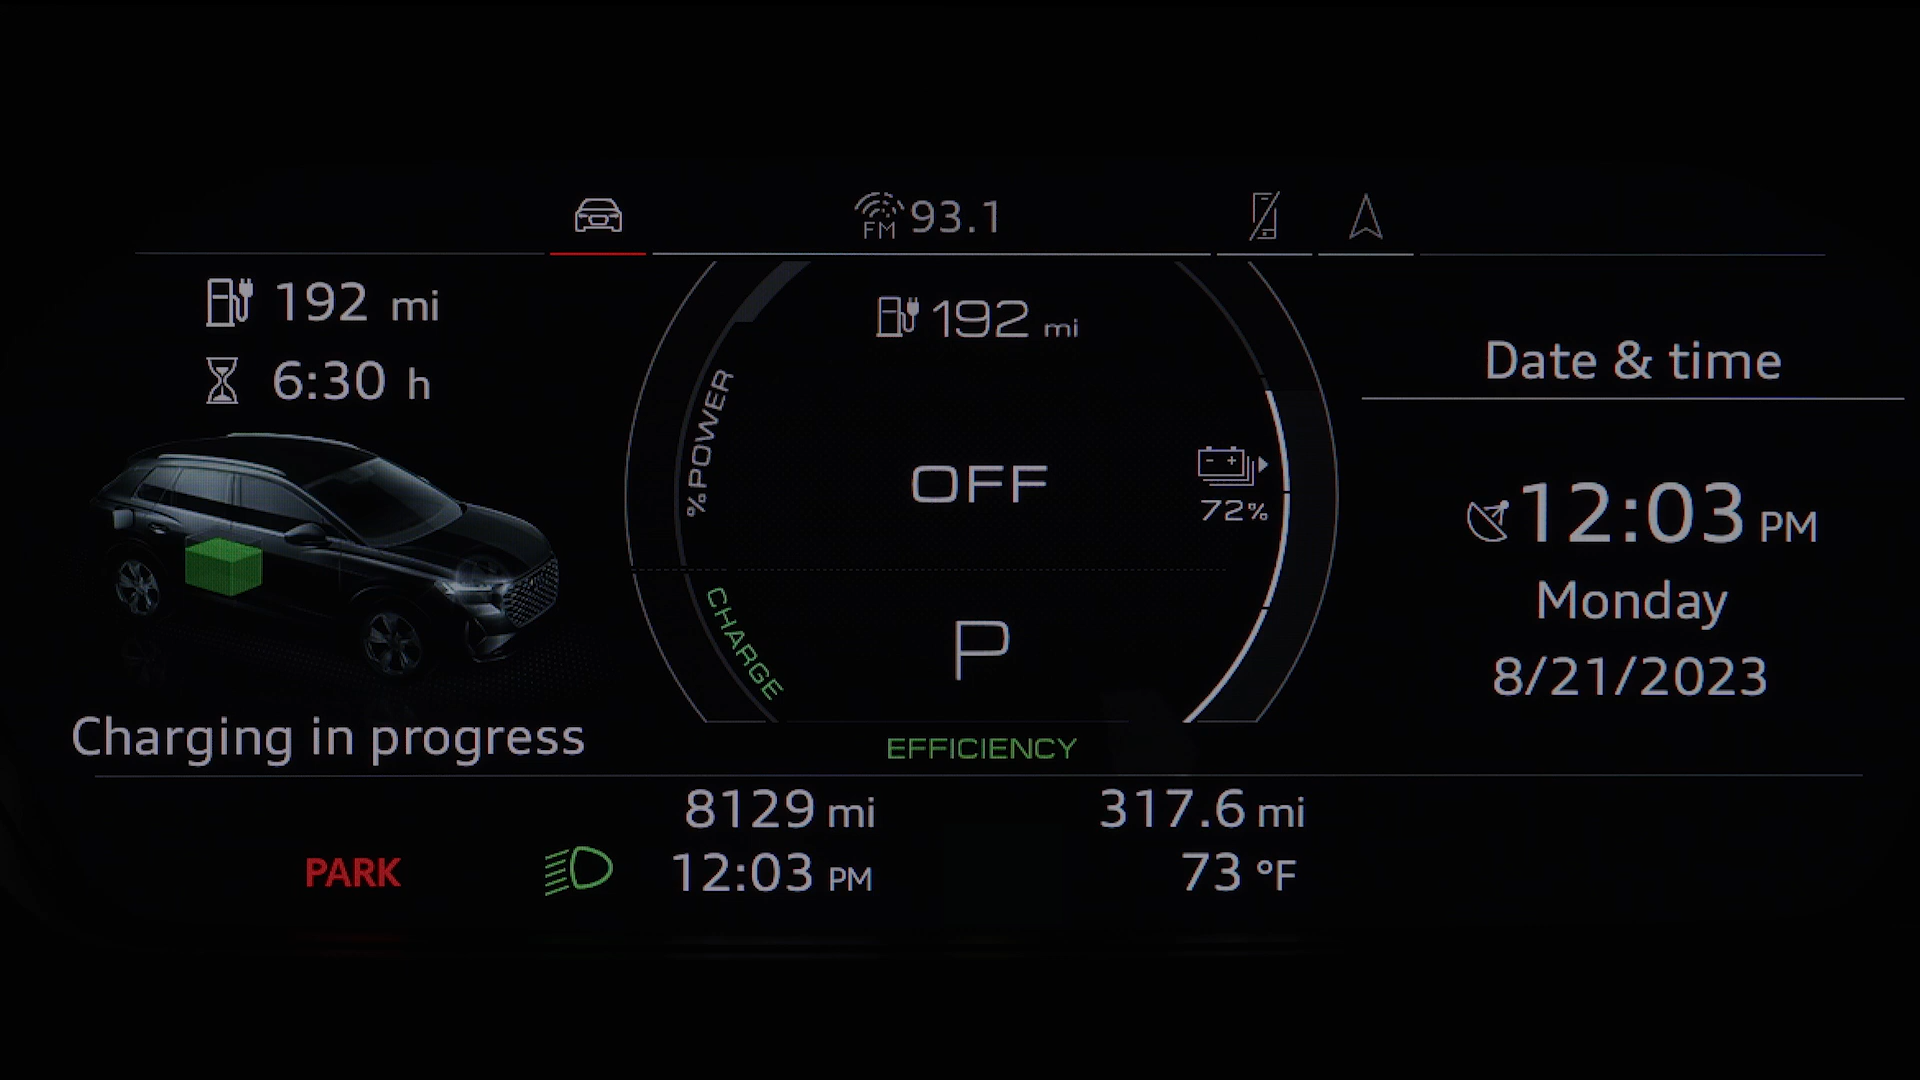 FM 93.1
192 mi
6:30 h
Charging in progress
192 mi
%POWER
OFF
72%
CHARGE
P
EFFICIENCY
Date & time
12:03 PM
Monday
8/21/2023
8129 mi
317.6 mi
PARK
12:03 PM
73 °F